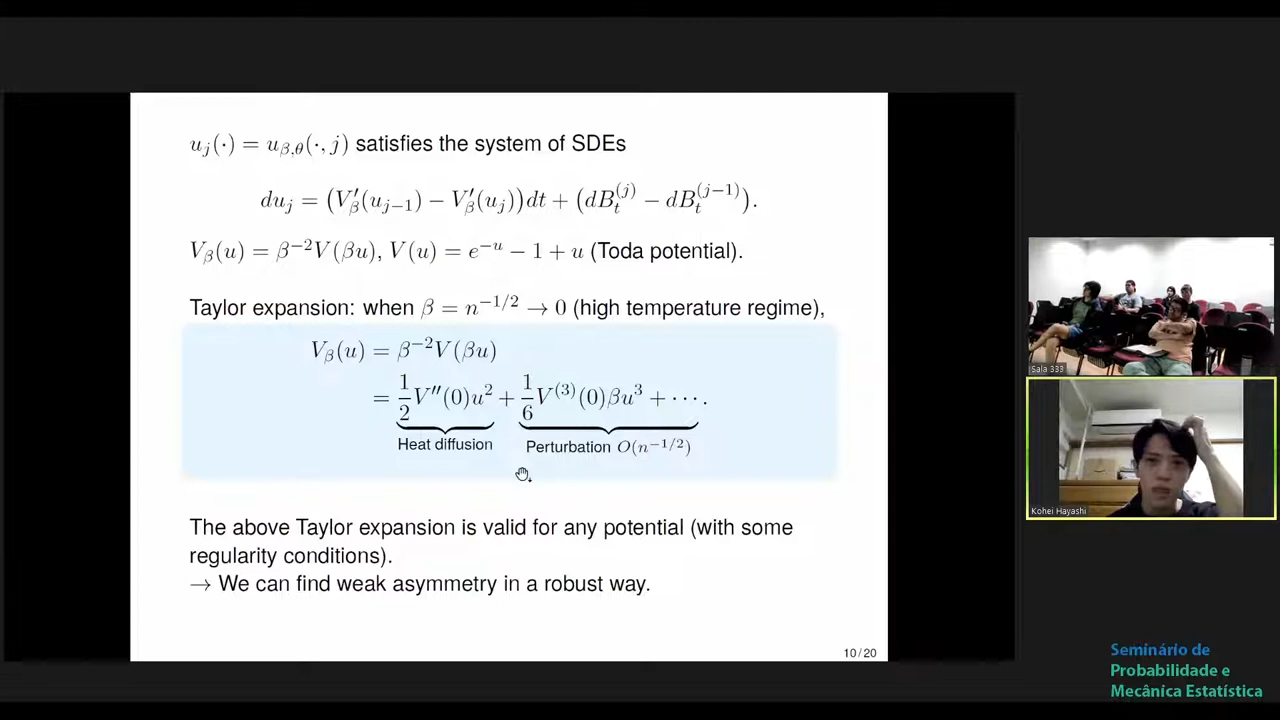 u_j(·) = u_{β,θ}(·, j) satisfies the system of SDEs
du_j = (V′_β(u_{j−1}) − V′_β(u_j))dt + (dB_t^{(j)} − dB_t^{(j−1)}).
V_β(u) = β^{−2}V(βu), V(u) = e^{−u} − 1 + u (Toda potential).
Taylor expansion: when β = n^{−1/2} → 0 (high temperature regime),
V_β(u) = β^{−2}V(βu)
= \frac{1}{2}V″(0)u^2 + \frac{1}{6}V^{(3)}(0)βu^3 + ··· .
Heat diffusion Perturbation O(n^{−1/2})
The above Taylor expansion is valid for any potential (with some
regularity conditions).
→ We can find weak asymmetry in a robust way.
10 / 20
Sala 333
Kohei Hayashi
Seminário de
Probabilidade e
Mecânica Estatística